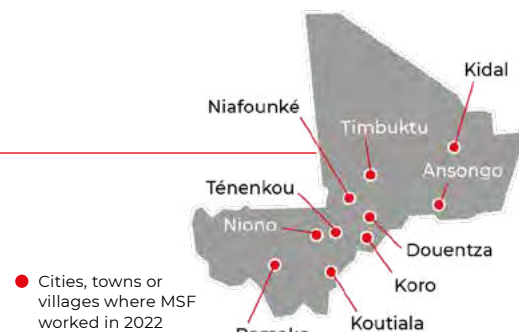 Kidal
Niafounké
Timbuktu
Ansongo
Ténenkou
Niono
Douentza
Koro
Koutiala
Cities, towns or
villages where MSF
worked in 2022